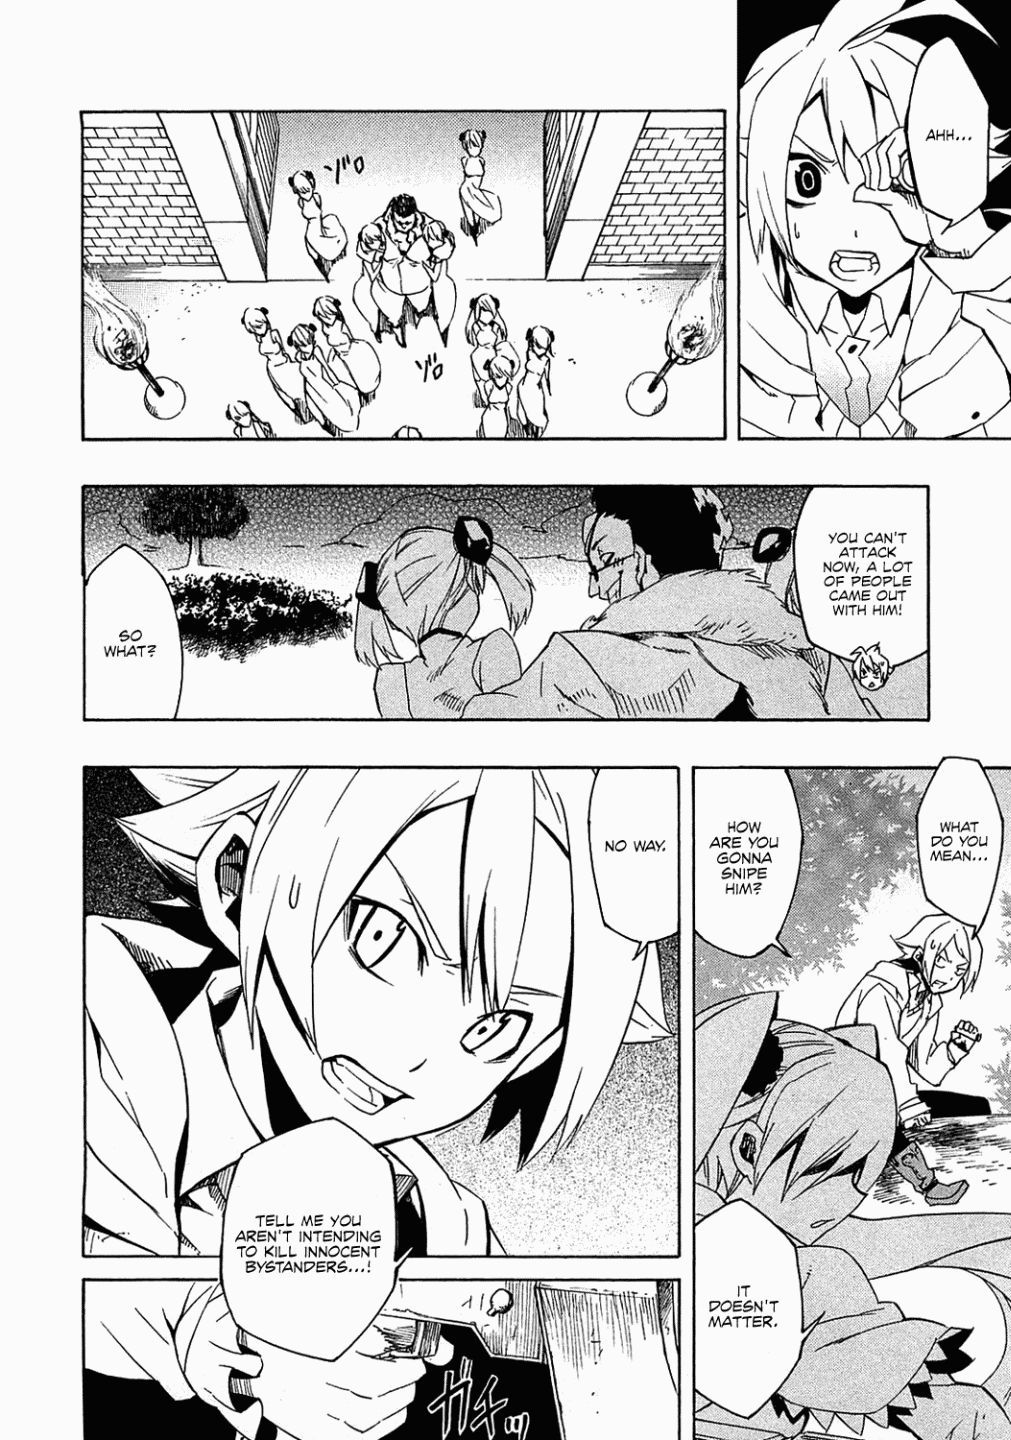 AHH...
ゾロ
ゾロ
YOU CAN'T
ATTACK
NOW, A LOT
OF PEOPLE
CAME OUT
WITH HIM!
SO
WHAT?
WHAT
DO YOU
MEAN...
HOW
ARE YOU
GONNA
SNIPE
HIM?
IT
DOESN'T
MATTER.
NO WAY.
TELL ME YOU
AREN'T INTENDING
TO KILL INNOCENT
BYSTANDERS...!
ガチッ